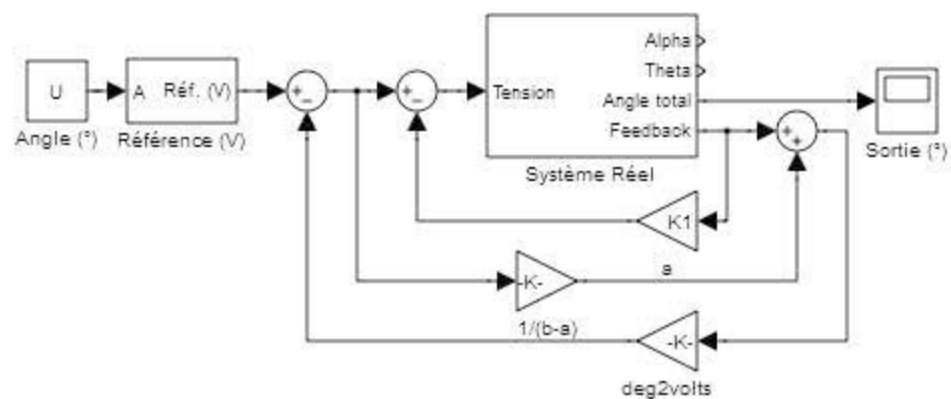 Alpha
Theta
U
A Réf. (V)
Tension
Angle total
Feedback
Angle (°)
Référence (V)
Système Réel
Sortie (°)
K1
-K-
a
1/(b-a)
-K-
deg2volts